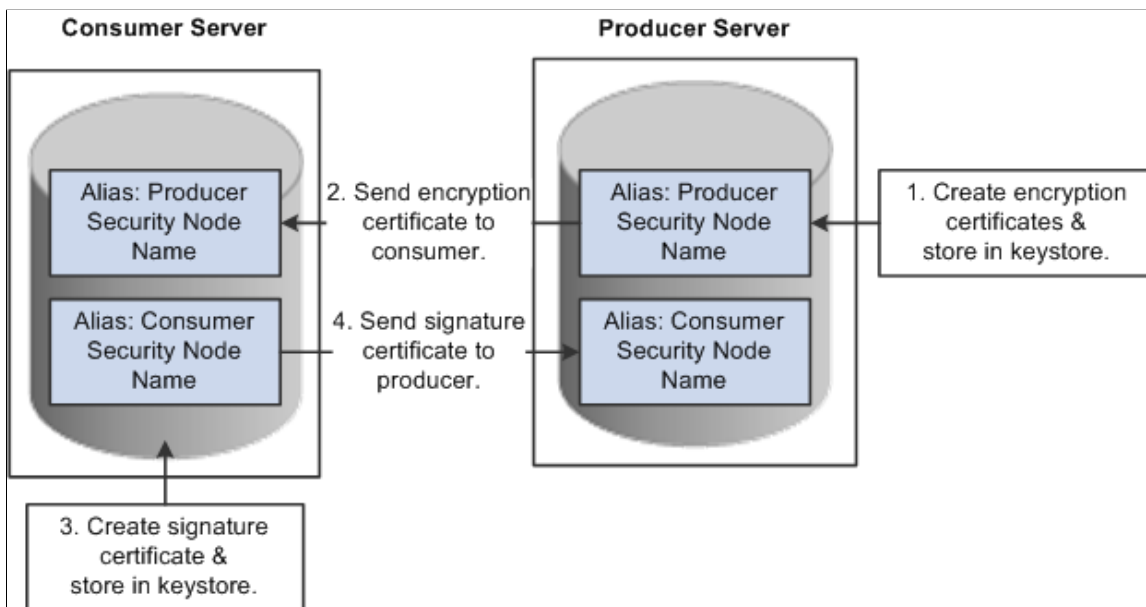 Consumer Server
Producer Server
Alias: Producer
Security Node
Name
2. Send encryption
certificate to
consumer.
Alias: Producer
Security Node
Name
1. Create encryption
certificates &
store in keystore.
Alias: Consumer
Security Node
Name
4. Send signature
certificate to
producer.
Alias: Consumer
Security Node
Name
3. Create signature
certificate &
store in keystore.